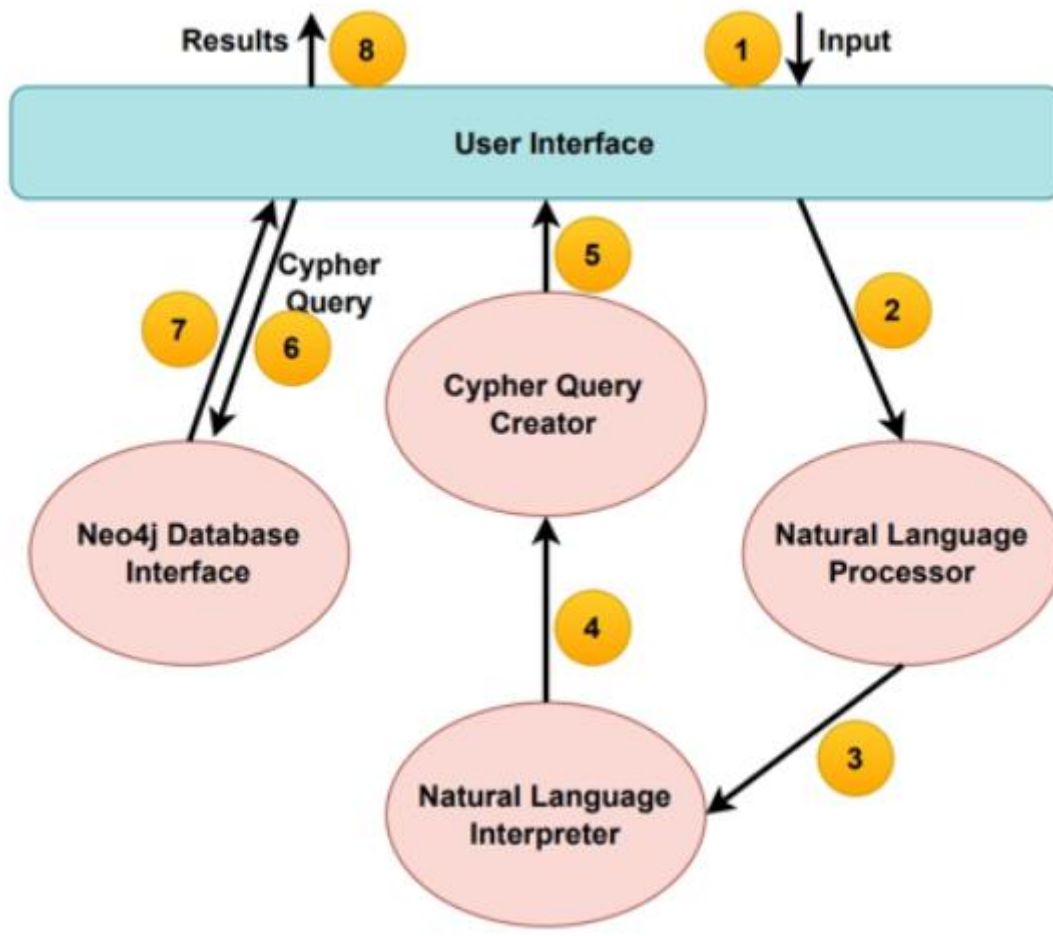 Results
8
1
Input
User Interface
Cypher
Query
5
2
7
6
Cypher Query
Creator
Neo4j Database
Interface
Natural Language
Processor
4
3
Natural Language
Interpreter